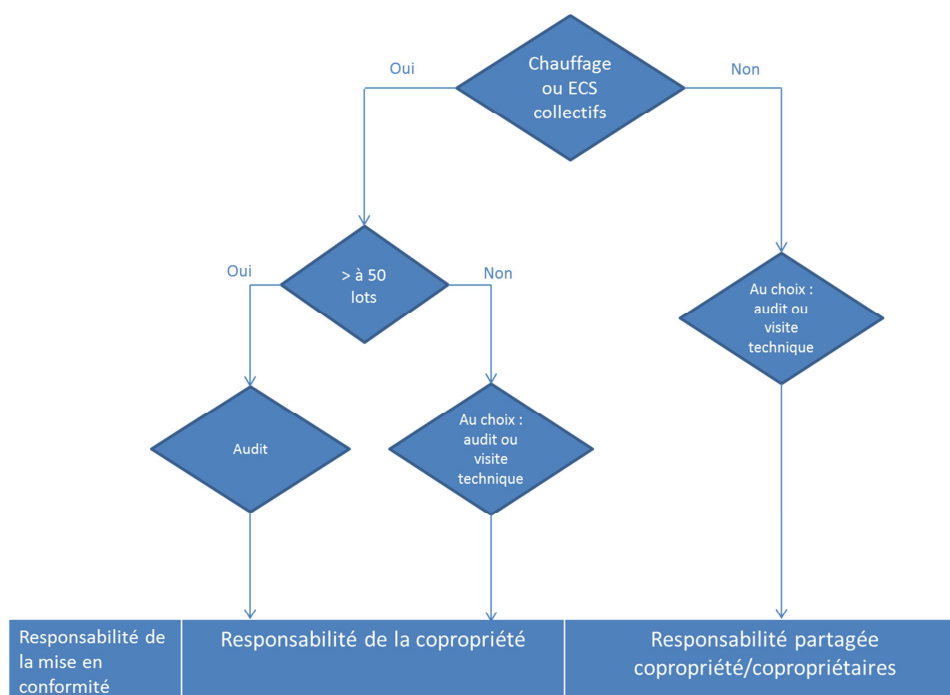 Chauffage
ou ECS
collectifs
Oui
Non
> à 50
lots
Oui
Non
Au choix :
audit ou
visite
technique
Audit
Au choix :
audit ou
visite
technique
Responsabilité de
la mise en
conformité
Responsabilité de la copropriété
Responsabilité partagée
copropriété/copropriétaires